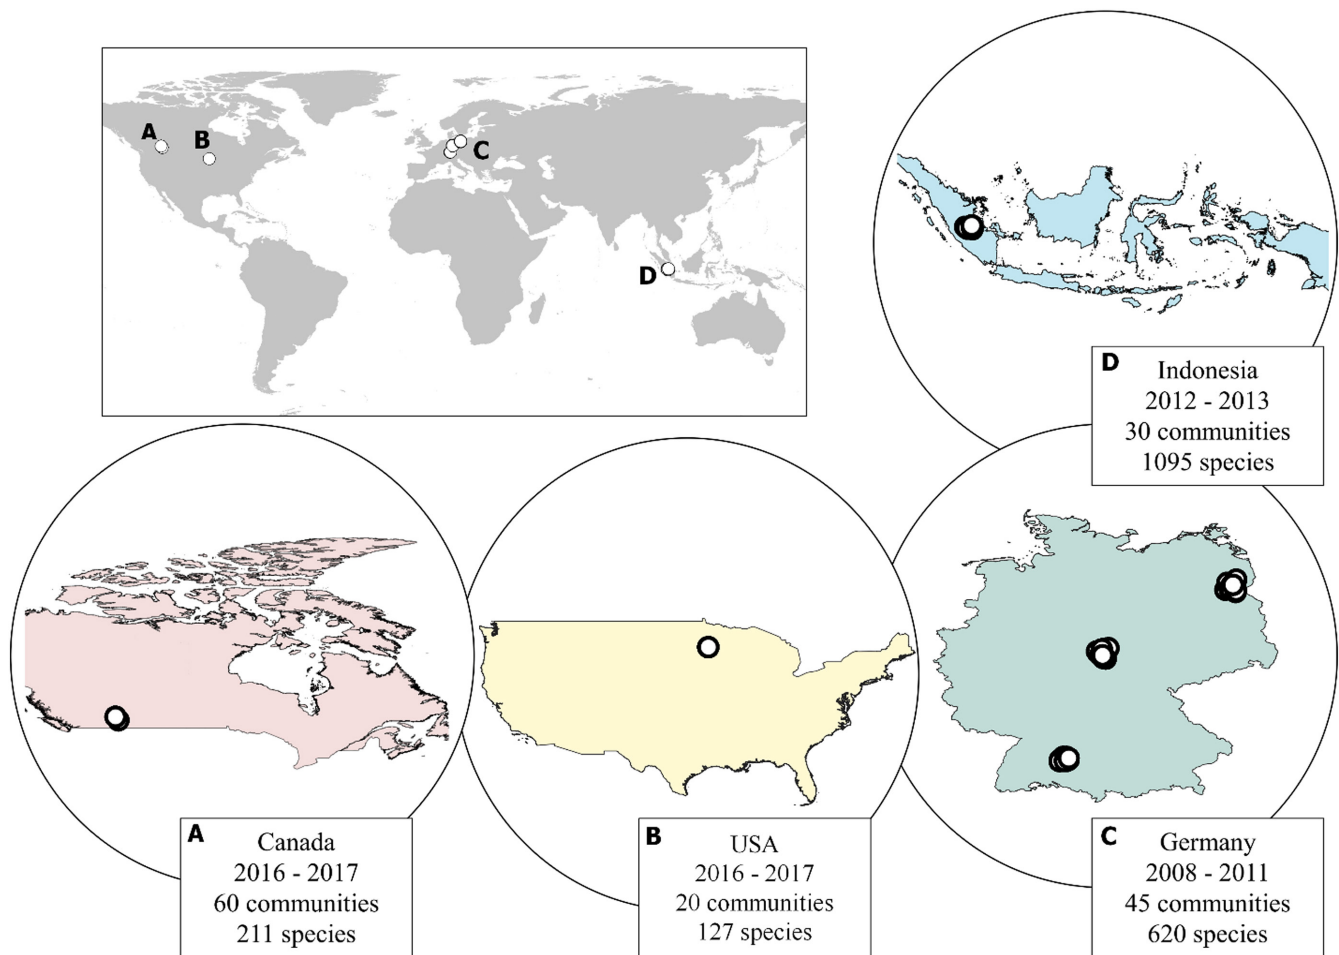 A
B
C
D
D
Indonesia
2012 - 2013
30 communities
1095 species
A
Canada
2016 - 2017
60 communities
211 species
B
USA
2016 - 2017
20 communities
127 species
C
Germany
2008 - 2011
45 communities
620 species